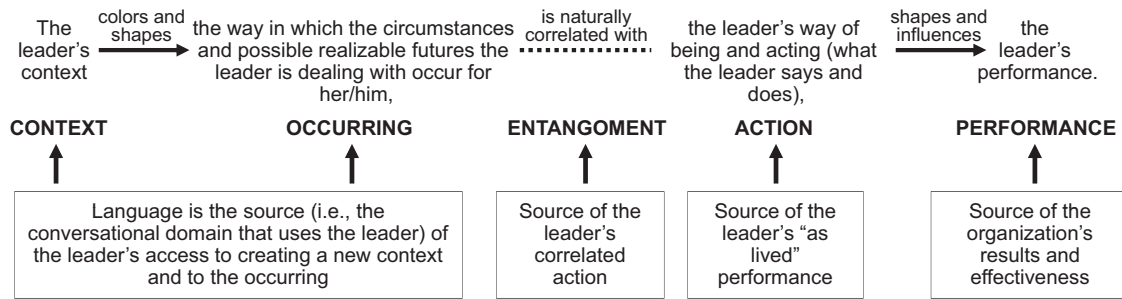 The
leader's
context
colors and
shapes
the way in which the circumstances
and possible realizable futures the
leader is dealing with occur for
her/him,
is naturally
correlated with
the leader's way of
being and acting (what
the leader says and
does),
shapes and
influences
the
leader's
performance.
CONTEXT
OCCURRING
ENTANGOMENT
ACTION
PERFORMANCE
Language is the source (i.e., the
conversational domain that uses the leader) of
the leader's access to creating a new context
and to the occurring
Source of the
leader's
correlated
action
Source of the
leader's “as
lived”
performance
Source of the
organization's
results and
effectiveness